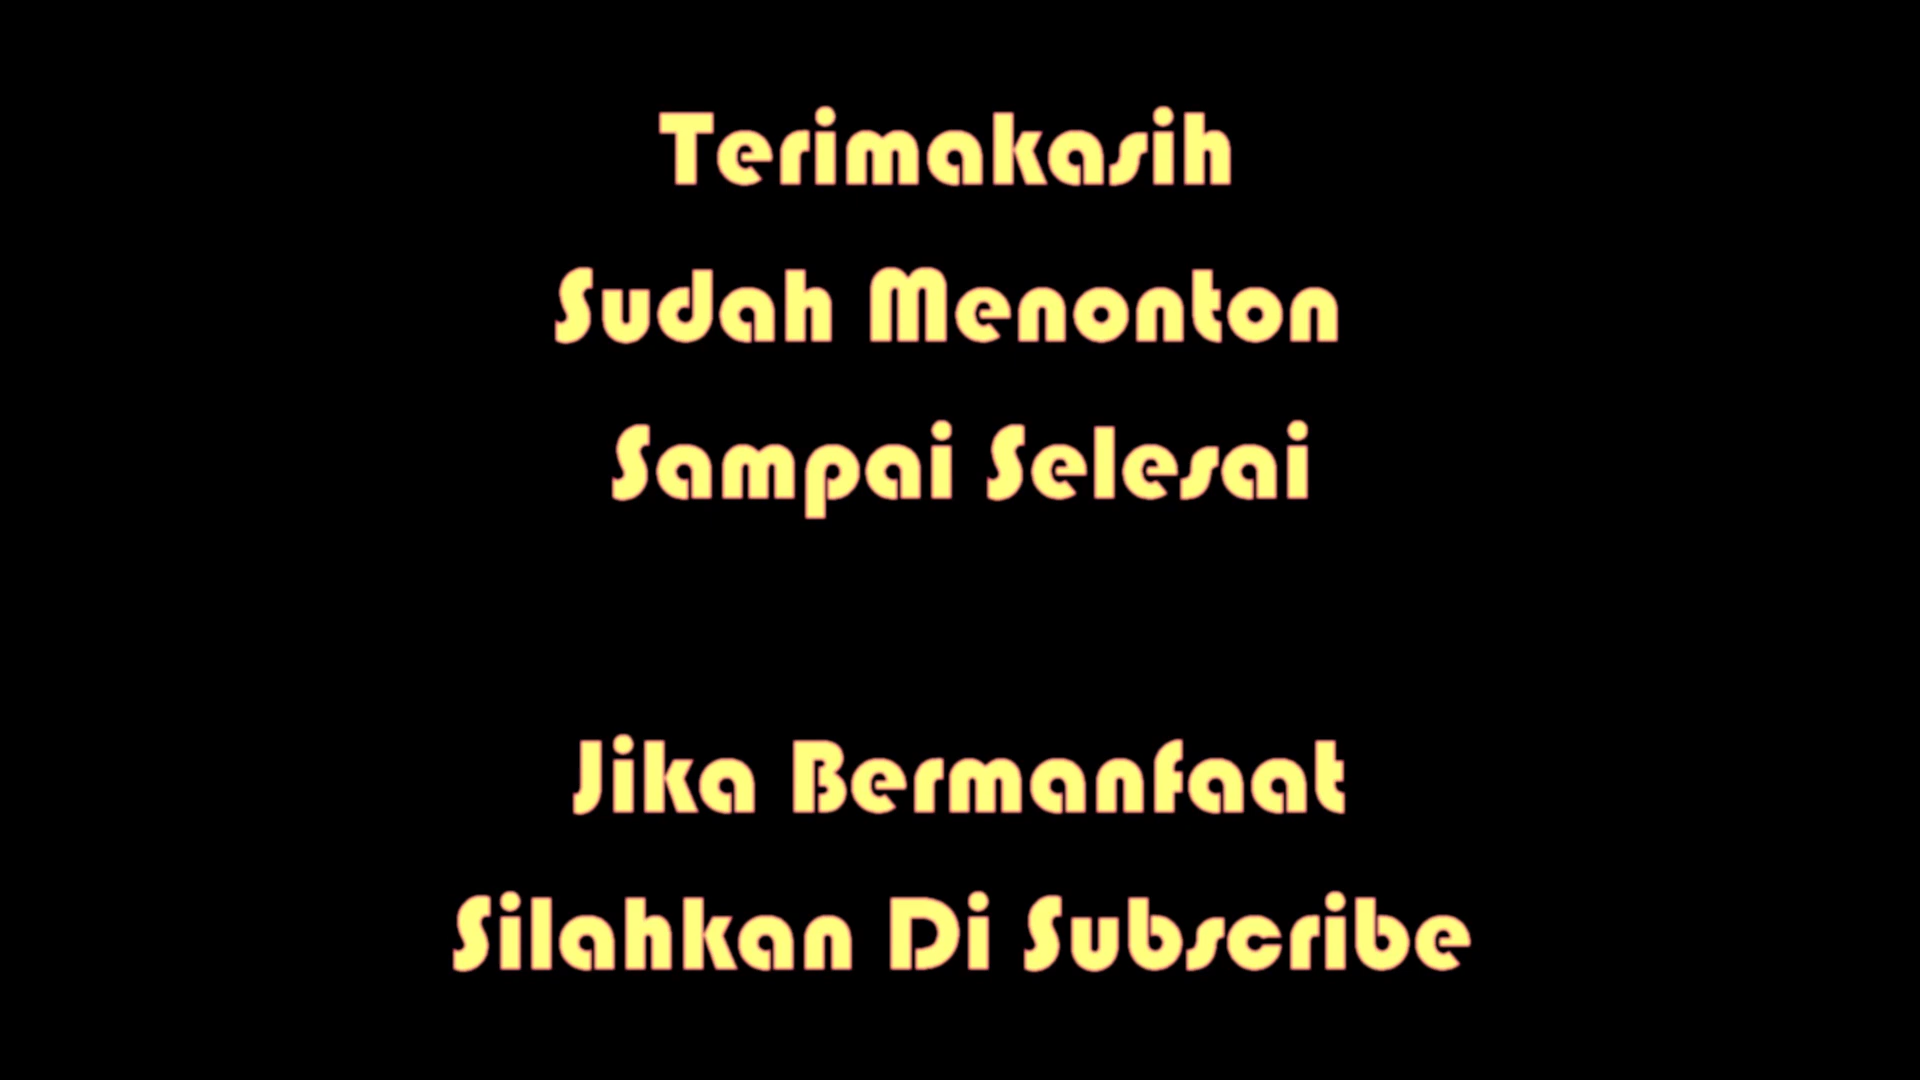 Terimakasih
Sudah Menonton
Sampai Selesai
Jika Bermanfaat
Silahkan Di Subscribe